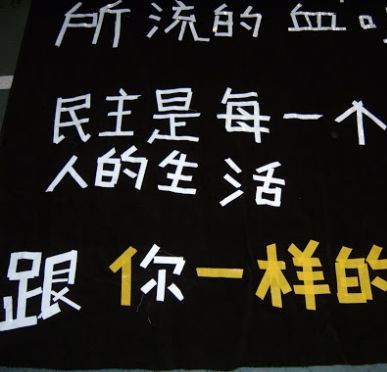 所流的血
民主是每一个
人的生活
跟你一样的